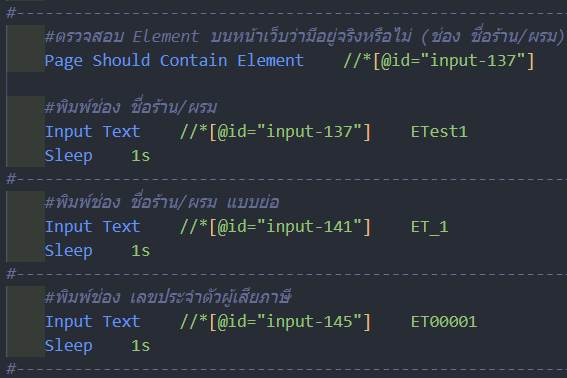 #-----------------------------------------------------------
#ตรวจสอบ Element บนหน้าเว็บว่ามีอยู่จริงหรือไม่ (ช่อง ชื่อร้าน/ผรม)
Page Should Contain Element    //*[@id="input-137"]
#พิมพ์ช่อง ชื่อร้าน/ผรม
Input Text    //*[@id="input-137"]    ETest1
Sleep    1s
#-----------------------------------------------------------
#พิมพ์ช่อง ชื่อร้าน/ผรม แบบย่อ
Input Text    //*[@id="input-141"]    ET_1
Sleep    1s
#-----------------------------------------------------------
#พิมพ์ช่อง เลขประจำตัวผู้เสียภาษี
Input Text    //*[@id="input-145"]    ET00001
Sleep    1s
#-----------------------------------------------------------